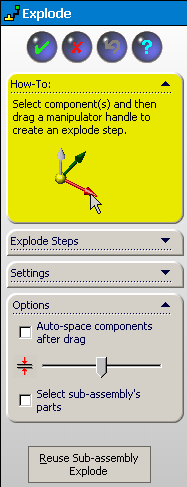 Explode
?
How-To:
Select component(s) and then
drag a manipulator handle to
create an explode step.
Explode Steps
Settings
Options
Auto-space components
after drag
Select sub-assembly's
parts
Reuse Sub-assembly
Explode